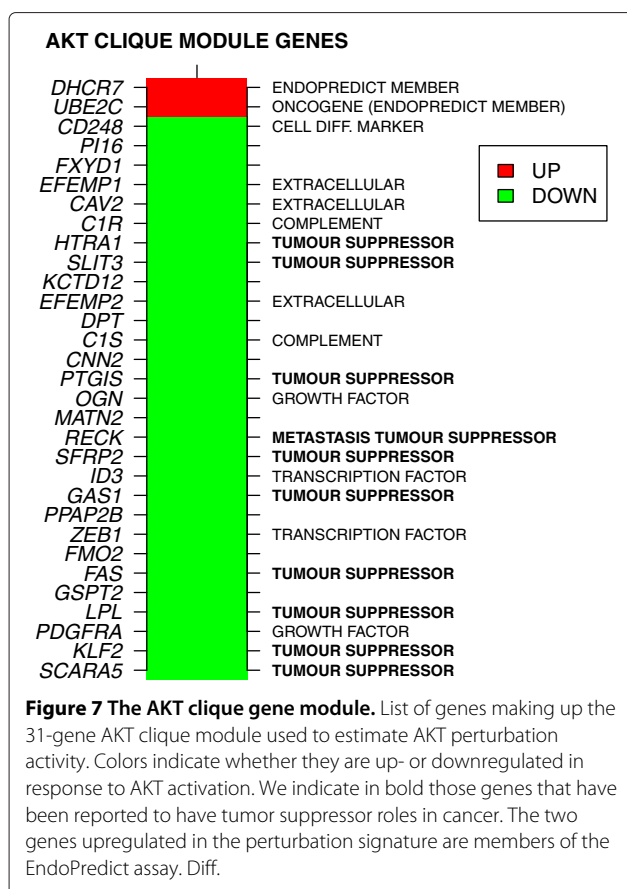 AKT CLIQUE MODULE GENES
DHCR7 ENDOPREDICT MEMBER
UBE2C ONCOGENE (ENDOPREDICT MEMBER)
CD248 CELL DIFF. MARKER
PI16
FXYD1
EFEMP1 EXTRACELLULAR
CAV2 EXTRACELLULAR
C1R COMPLEMENT
HTRA1 TUMOUR SUPPRESSOR
SLIT3 TUMOUR SUPPRESSOR
KCTD12
EFEMP2 EXTRACELLULAR
DPT
C1S COMPLEMENT
CNN2
PTGIS TUMOUR SUPPRESSOR
OGN GROWTH FACTOR
MATN2
RECK METASTASIS TUMOUR SUPPRESSOR
SFRP2 TUMOUR SUPPRESSOR
ID3 TRANSCRIPTION FACTOR
GAS1 TUMOUR SUPPRESSOR
PPAP2B
ZEB1 TRANSCRIPTION FACTOR
FMO2
FAS TUMOUR SUPPRESSOR
GSPT2
LPL TUMOUR SUPPRESSOR
PDGFRA GROWTH FACTOR
KLF2 TUMOUR SUPPRESSOR
SCARA5 TUMOUR SUPPRESSOR
UP
DOWN
Figure 7 The AKT clique gene module. List of genes making up the
31-gene AKT clique module used to estimate AKT perturbation
activity. Colors indicate whether they are up- or downregulated in
response to AKT activation. We indicate in bold those genes that have
been reported to have tumor suppressor roles in cancer. The two
genes upregulated in the perturbation signature are members of the
EndoPredict assay. Diff.